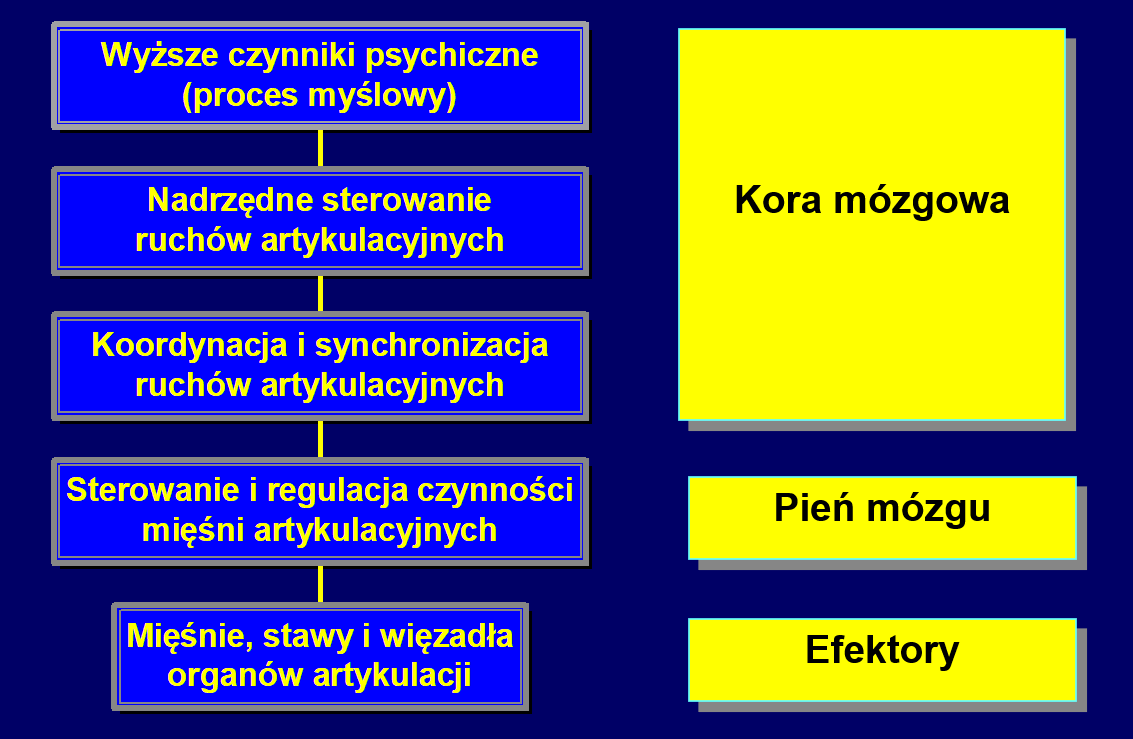 Wyższe czynniki psychiczne
(proces myślowy)
Nadrzędne sterowanie
ruchów artykulacyjnych
Koordynacja i synchronizacja
ruchów artykulacyjnych
Sterowanie i regulacja czynności
mięśni artykulacyjnych
Mięśnie, stawy i więzadła
organów artykulacji
Kora mózgowa
Pień mózgu
Efektory